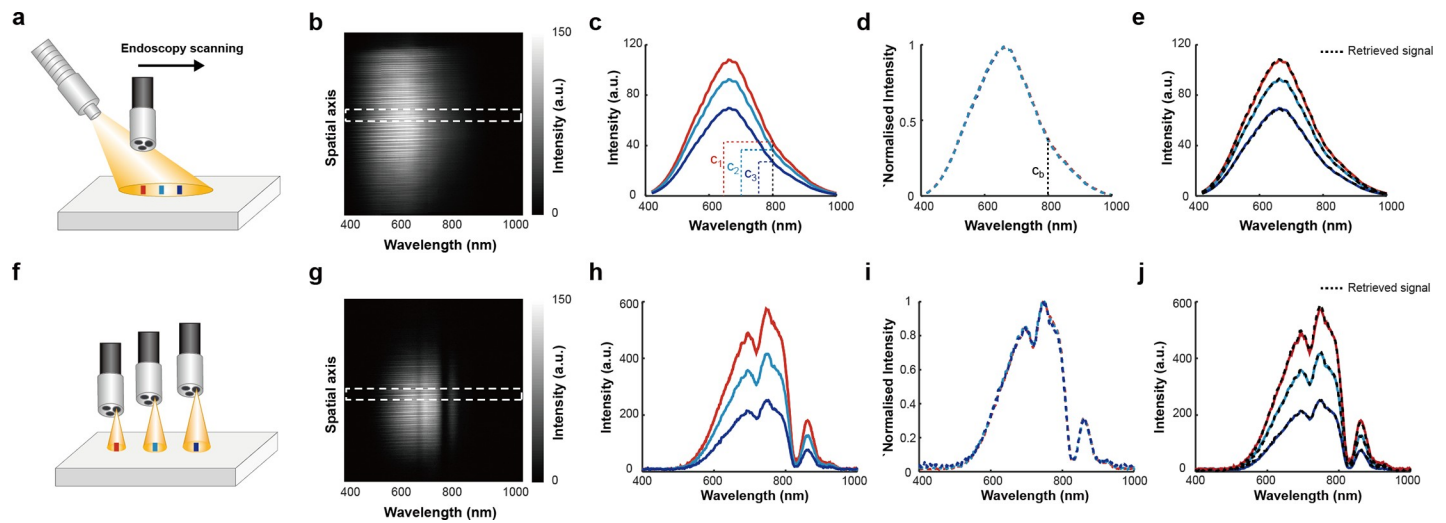 a
Endoscopy scanning
b
150
Intensity (a.u.)
0
Spatial axis
400 600 800 1000
Wavelength (nm)
c
120
80
40
0
Intensity (a.u.)
c1
c2
c3
400 600 800 1000
Wavelength (nm)
d
1
0.5
0
`Normalised Intensity
cb
400 600 800 1000
Wavelength (nm)
e
Retrieved signal
120
80
40
0
Intensity (a.u.)
400 600 800 1000
Wavelength (nm)
f
g
150
Intensity (a.u.)
0
Spatial axis
400 600 800 1000
Wavelength (nm)
h
600
400
200
0
Intensity (a.u.)
400 600 800 1000
Wavelength (nm)
i
1
0.8
0.6
0.4
0.2
0
`Normalised Intensity
400 600 800 1000
Wavelength (nm)
j
Retrieved signal
600
400
200
0
Intensity (a.u.)
400 600 800 1000
Wavelength (nm)